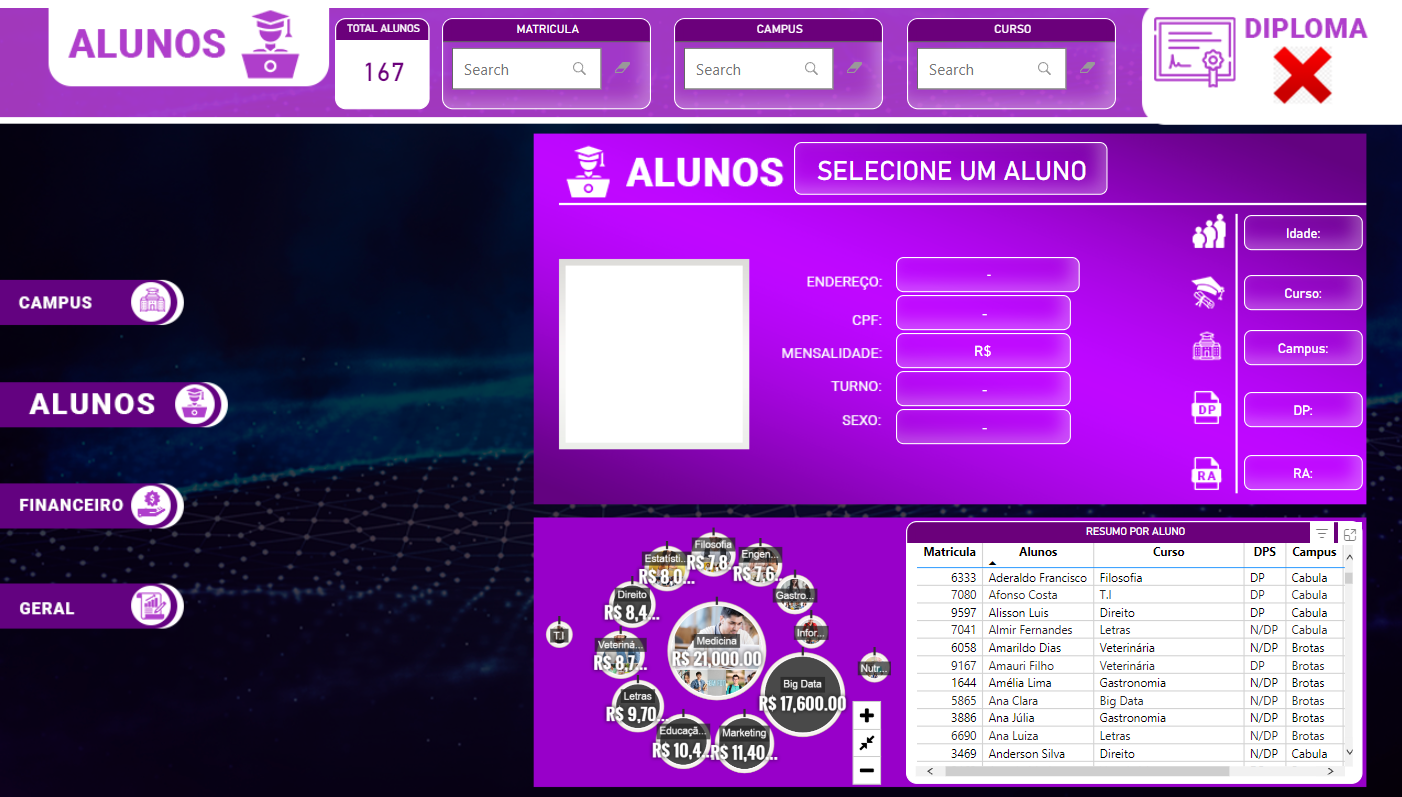 ALUNOS
TOTAL ALUNOS
167
MATRICULA
Search
CAMPUS
Search
CURSO
Search
DIPLOMA
CAMPUS
ALUNOS
FINANCEIRO
GERAL
ALUNOS
SELECIONE UM ALUNO
ENDEREÇO: -
CPF: -
MENSALIDADE: R$
TURNO: -
SEXO: -
Idade:
Curso:
Campus:
DP
DP:
RA
RA:
Filosofia
R$ 7,8...
Estatísti...
R$ 8,0...
Engen...
R$ 7,6...
Direito
R$ 8,4...
Gastro...
T.I
Infor...
Veteriná...
R$ 8,7...
Medicina
R$ 21,000.00
Nutr...
Letras
R$ 9,70...
Big Data
R$ 17,600.00
Educaçã...
R$ 10,4...
Marketing
R$ 11,40...
RESUMO POR ALUNO
Matricula Alunos Curso DPS Campus
6333 Aderaldo Francisco Filosofia DP Cabula
7080 Afonso Costa T.I DP Cabula
9597 Alisson Luis Direito DP Cabula
7041 Almir Fernandes Letras N/DP Cabula
6058 Amarildo Dias Veterinária N/DP Brotas
9167 Amauri Filho Veterinária DP Brotas
1644 Amélia Lima Gastronomia N/DP Brotas
5865 Ana Clara Big Data N/DP Brotas
3886 Ana Júlia Gastronomia N/DP Brotas
6690 Ana Luiza Letras N/DP Brotas
3469 Anderson Silva Direito N/DP Cabula